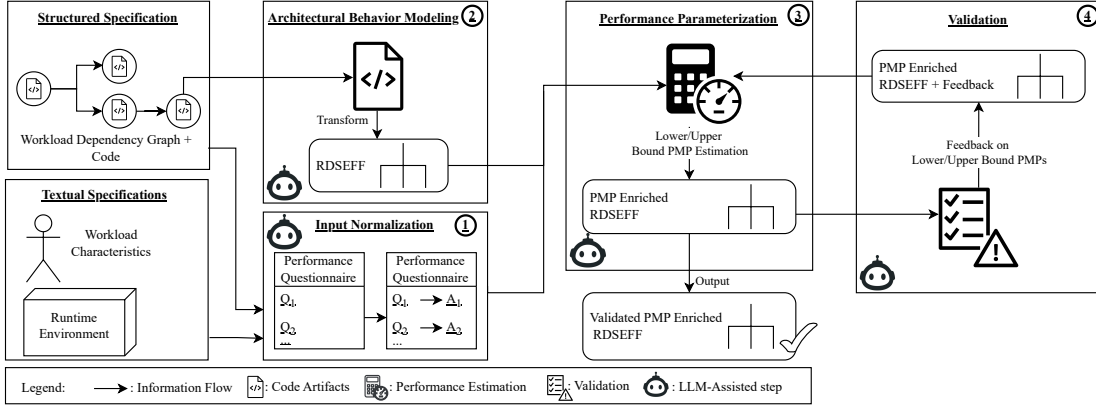 Structured Specification
Workload Dependency Graph +
Code
Textual Specifications
Workload
Characteristics
Runtime
Environment
Architectural Behavior Modeling
2
Transform
RDSEFF
Input Normalization
1
Performance
Questionnaire
Q1
Q2
...
Performance
Questionnaire
Q1 A1
Q2 A2
...
Performance Parameterization
3
Lower/Upper
Bound PMP Estimation
PMP Enriched
RDSEFF
Output
Validated PMP Enriched
RDSEFF
Validation
4
PMP Enriched
RDSEFF + Feedback
Feedback on
Lower/Upper Bound PMPs
Legend: : Information Flow : Code Artifacts : Performance Estimation : Validation : LLM-Assisted step